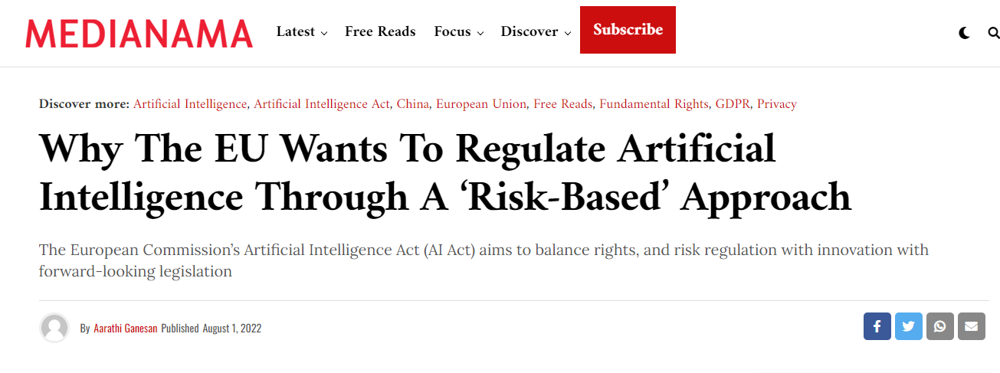 MEDIANAMA Latest Free Reads Focus Discover Subscribe
Discover more: Artificial Intelligence, Artificial Intelligence Act, China, European Union, Free Reads, Fundamental Rights, GDPR, Privacy
Why The EU Wants To Regulate Artificial
Intelligence Through A ‘Risk-Based’ Approach
The European Commission’s Artificial Intelligence Act (AI Act) aims to balance rights, and risk regulation with innovation with
forward-looking legislation
By Aarathi Ganesan Published August 1, 2022